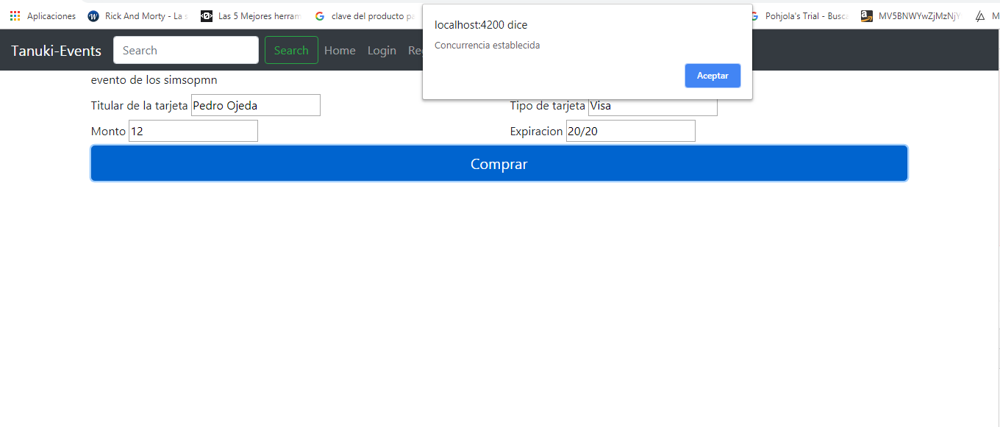 Aplicaciones Rick And Morty - La s Las 5 Mejores herram clave del producto pa Pohjola's Trial - Busca MV5BNWYwZjMzNjY M
localhost:4200 dice
Concurrencia establecida
Aceptar
Tanuki-Events Search Search Home Login Re
evento de los simsopmn
Titular de la tarjeta Pedro Ojeda Tipo de tarjeta Visa
Monto 12 Expiracion 20/20
Comprar